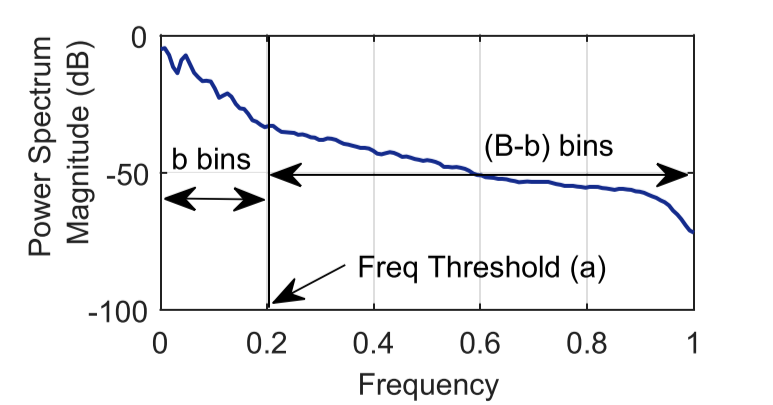 Power Spectrum
Magnitude (dB)
0
-50
-100
b bins
(B-b) bins
Freq Threshold (a)
0 0.2 0.4 0.6 0.8 1
Frequency